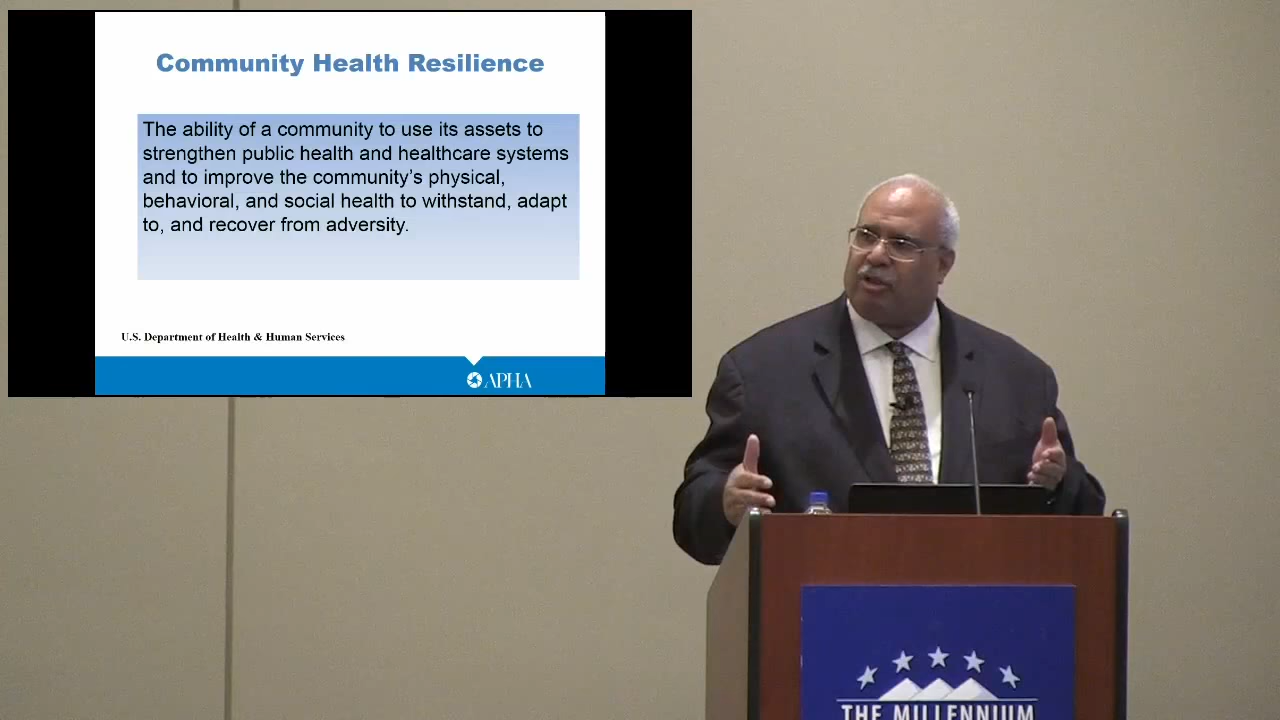 Community Health Resilience
The ability of a community to use its assets to
strengthen public health and healthcare systems
and to improve the community’s physical,
behavioral, and social health to withstand, adapt
to, and recover from adversity.
U.S. Department of Health & Human Services
APHA
THE MILLENNIUM